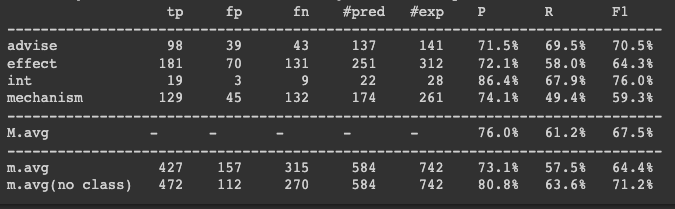 tp fp fn #pred #exp P R F1
------------------------------------------------------------------------------
advise 98 39 43 137 141 71.5% 69.5% 70.5%
effect 181 70 131 251 312 72.1% 58.0% 64.3%
int 19 3 9 22 28 86.4% 67.9% 76.0%
mechanism 129 45 132 174 261 74.1% 49.4% 59.3%
------------------------------------------------------------------------------
M.avg - - - - - 76.0% 61.2% 67.5%
------------------------------------------------------------------------------
m.avg 427 157 315 584 742 73.1% 57.5% 64.4%
m.avg(no class) 472 112 270 584 742 80.8% 63.6% 71.2%